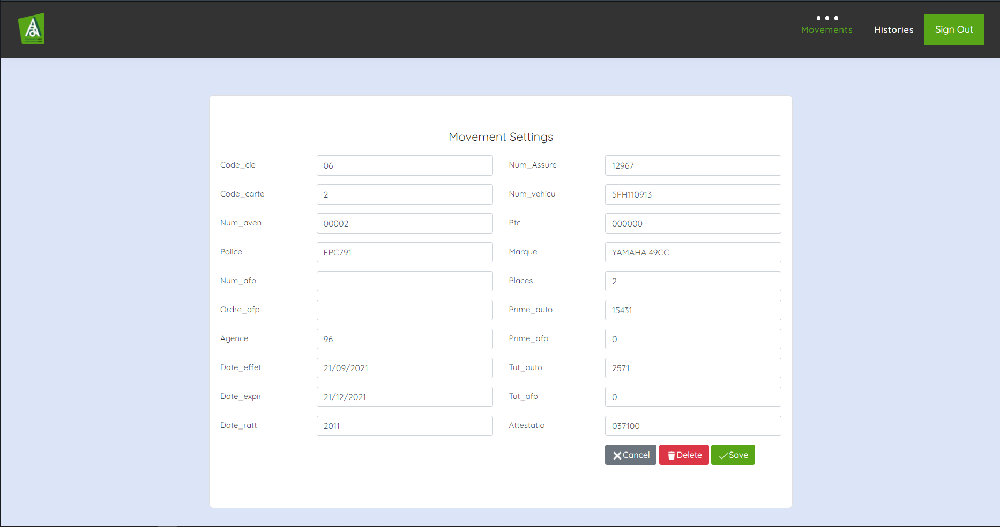 Movements
Histories
Sign Out
Movement Settings
Code_cie 06 Num_Assure 12967
Code_carte 2 Num_vehicu 5FH110913
Num_aven 00002 Ptc 000000
Police EPC791 Marque YAMAHA 49CC
Num_afp Places 2
Ordre_afp Prime_auto 15431
Agence 96 Prime_afp 0
Date_effet 21/09/2021 Tut_auto 2571
Date_expir 21/12/2021 Tut_afp 0
Date_ratt 2011 Attestatio 037100
Cancel Delete Save